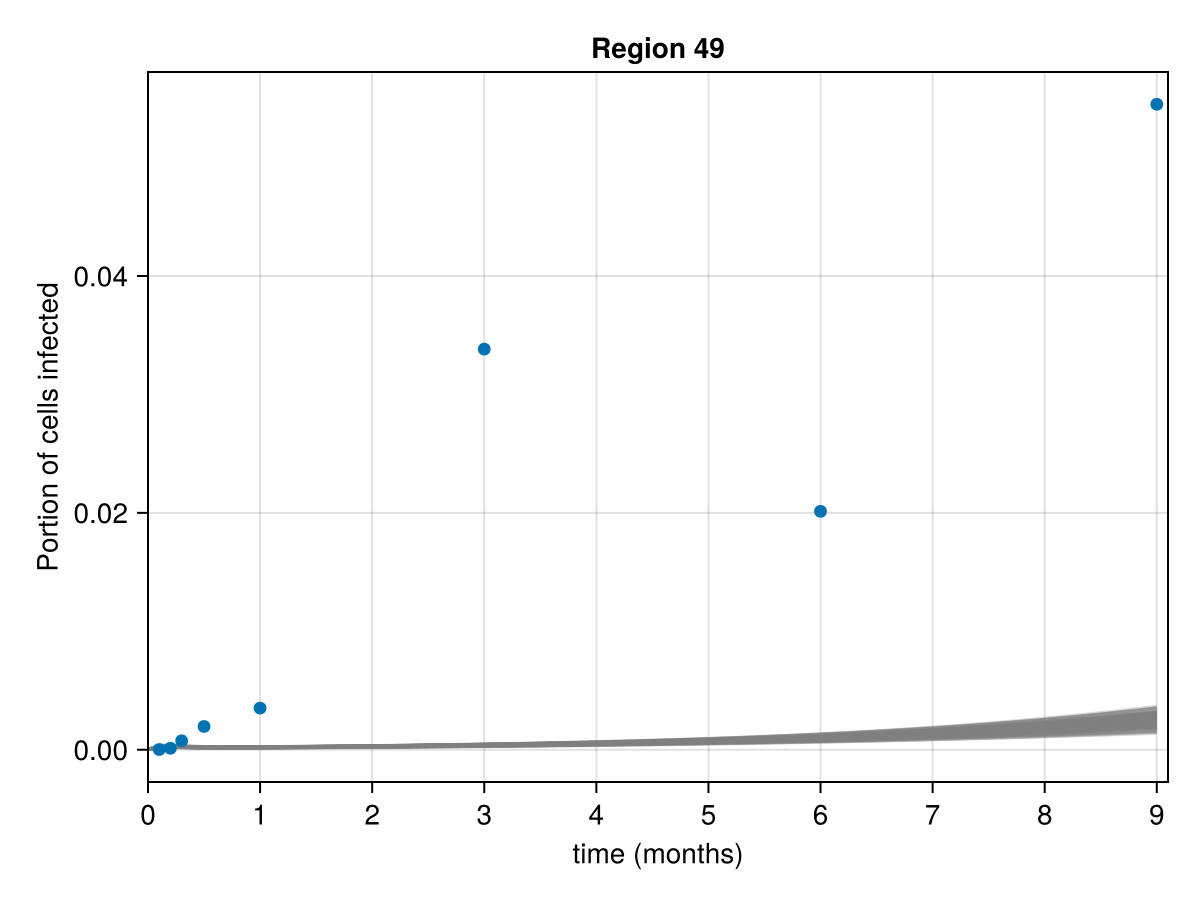 Region 49
Portion of cells infected
0.04
0.02
0.00
0 1 2 3 4 5 6 7 8 9
time (months)